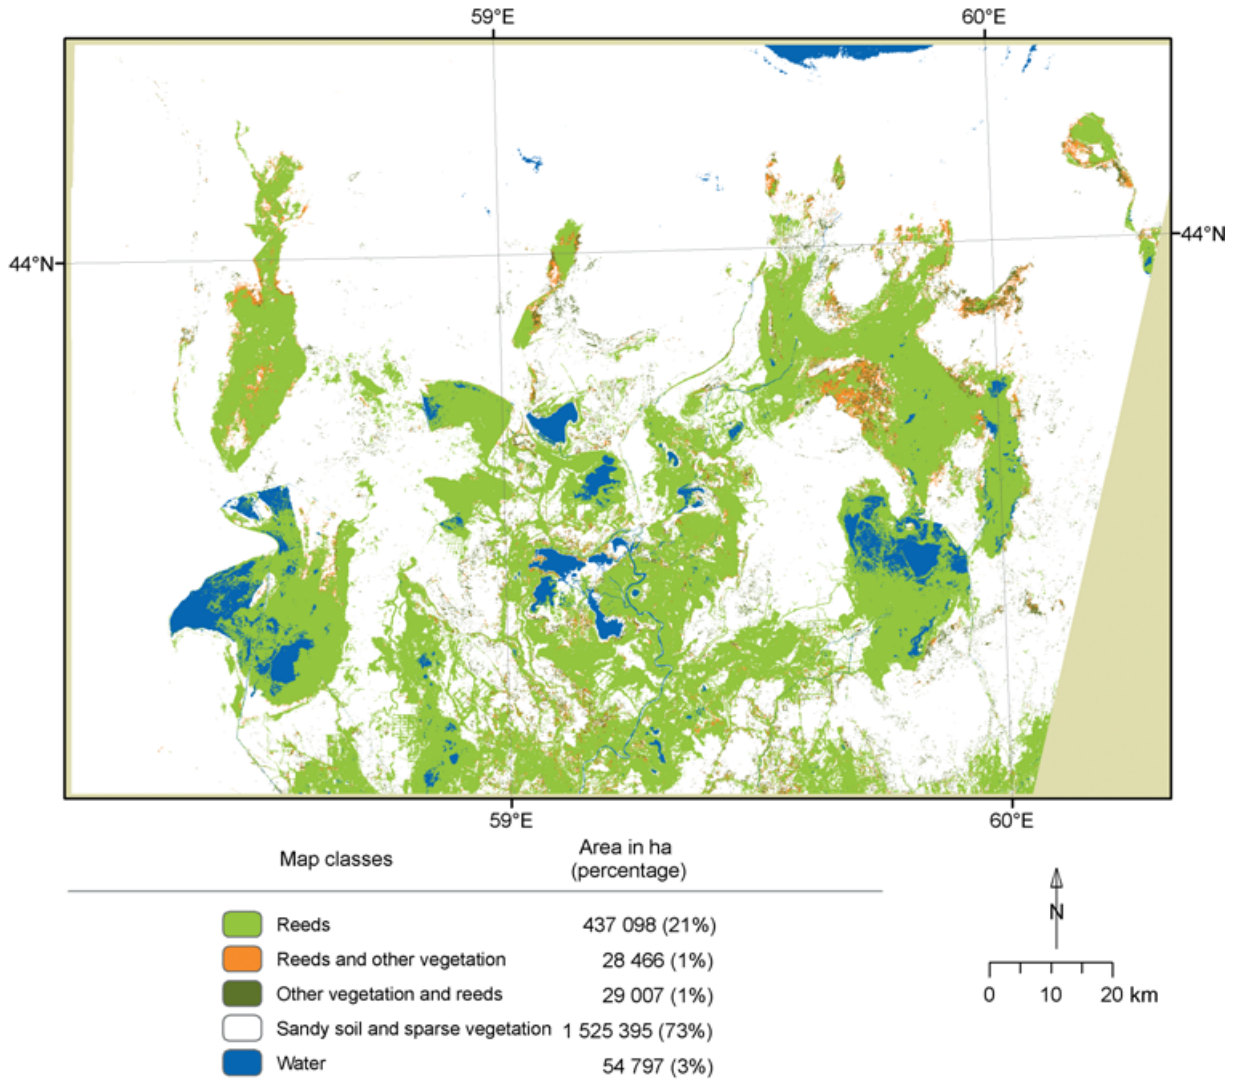 59°E 60°E
44°N 44°N
59°E 60°E
Map classes Area in ha
(percentage)
Reeds 437 098 (21%)
Reeds and other vegetation 28 466 (1%)
Other vegetation and reeds 29 007 (1%)
Sandy soil and sparse vegetation 1 525 395 (73%)
Water 54 797 (3%)
N
0 10 20 km